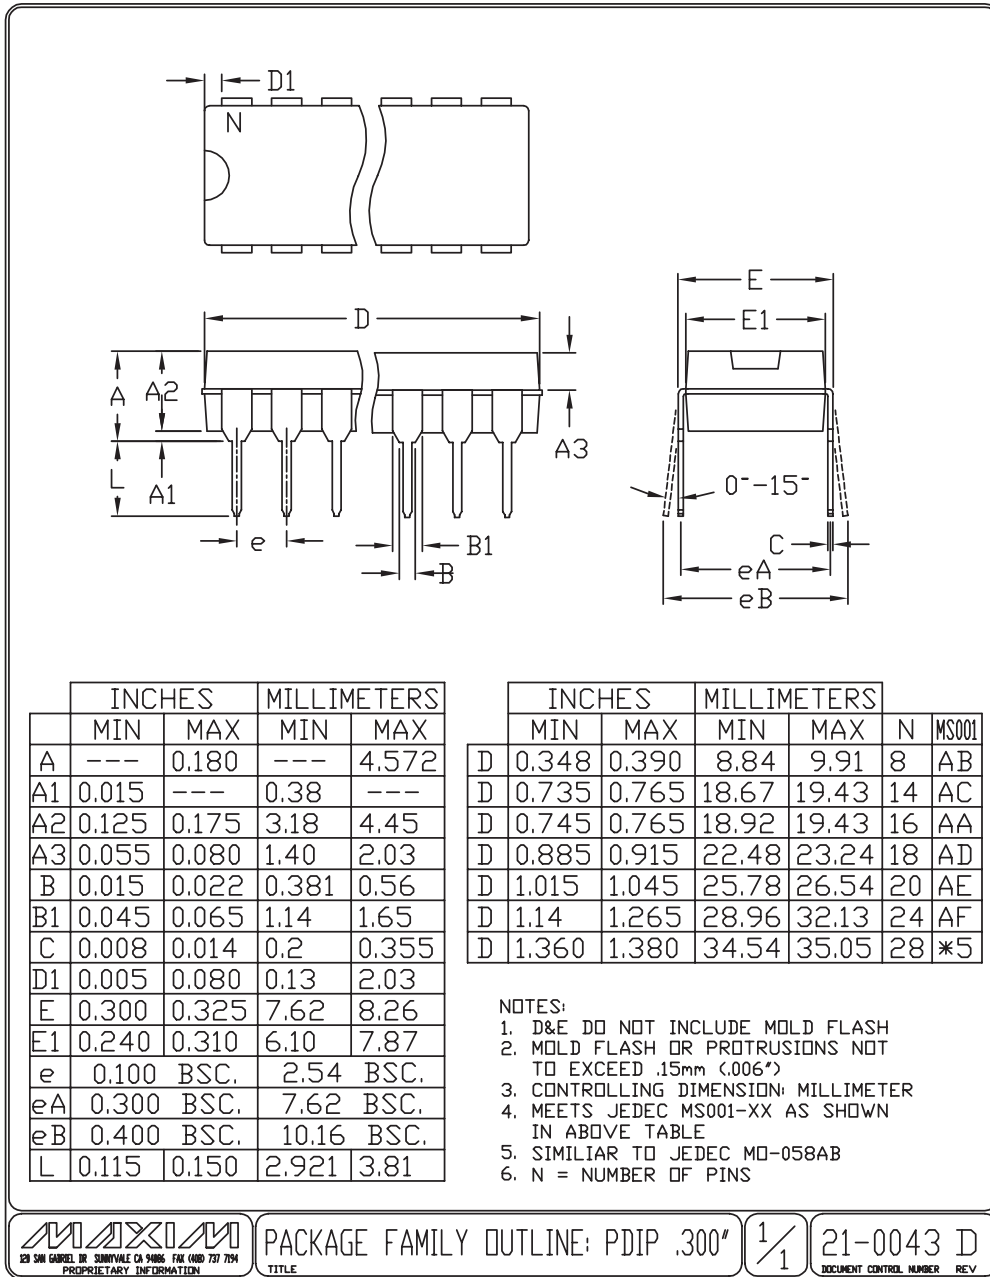 D1
N
E
E1
D
A
A2
A3
L
A1
0°-15°
e
B1
B
C
eA
eB
INCHES MILLIMETERS
MIN MAX MIN MAX
A --- 0.180 --- 4.572
A1 0.015 --- 0.38 ---
A2 0.125 0.175 3.18 4.45
A3 0.055 0.080 1.40 2.03
B 0.015 0.022 0.381 0.56
B1 0.045 0.065 1.14 1.65
C 0.008 0.014 0.2 0.355
D1 0.005 0.080 0.13 2.03
E 0.300 0.325 7.62 8.26
E1 0.240 0.310 6.10 7.87
e 0.100 BSC. 2.54 BSC.
eA 0.300 BSC. 7.62 BSC.
eB 0.400 BSC. 10.16 BSC.
L 0.115 0.150 2.921 3.81
INCHES MILLIMETERS
MIN MAX MIN MAX N MS001
D 0.348 0.390 8.84 9.91 8 AB
D 0.735 0.765 18.67 19.43 14 AC
D 0.745 0.765 18.92 19.43 16 AA
D 0.885 0.915 22.48 23.24 18 AD
D 1.015 1.045 25.78 26.54 20 AE
D 1.14 1.265 28.96 32.13 24 AF
D 1.360 1.380 34.54 35.05 28 *5
NOTES:
1. D&E DO NOT INCLUDE MOLD FLASH
2. MOLD FLASH OR PROTRUSIONS NOT
TO EXCEED .15mm (.006")
3. CONTROLLING DIMENSION: MILLIMETER
4. MEETS JEDEC MS001-XX AS SHOWN
IN ABOVE TABLE
5. SIMILIAR TO JEDEC MO-058AB
6. N = NUMBER OF PINS
MAXIM
120 SAN GABRIEL DR SUNNYVALE CA 94086 FAX (408) 737 7194
PROPRIETARY INFORMATION
PACKAGE FAMILY OUTLINE: PDIP .300"
TITLE
1/1
21-0043 D
DOCUMENT CONTROL NUMBER REV